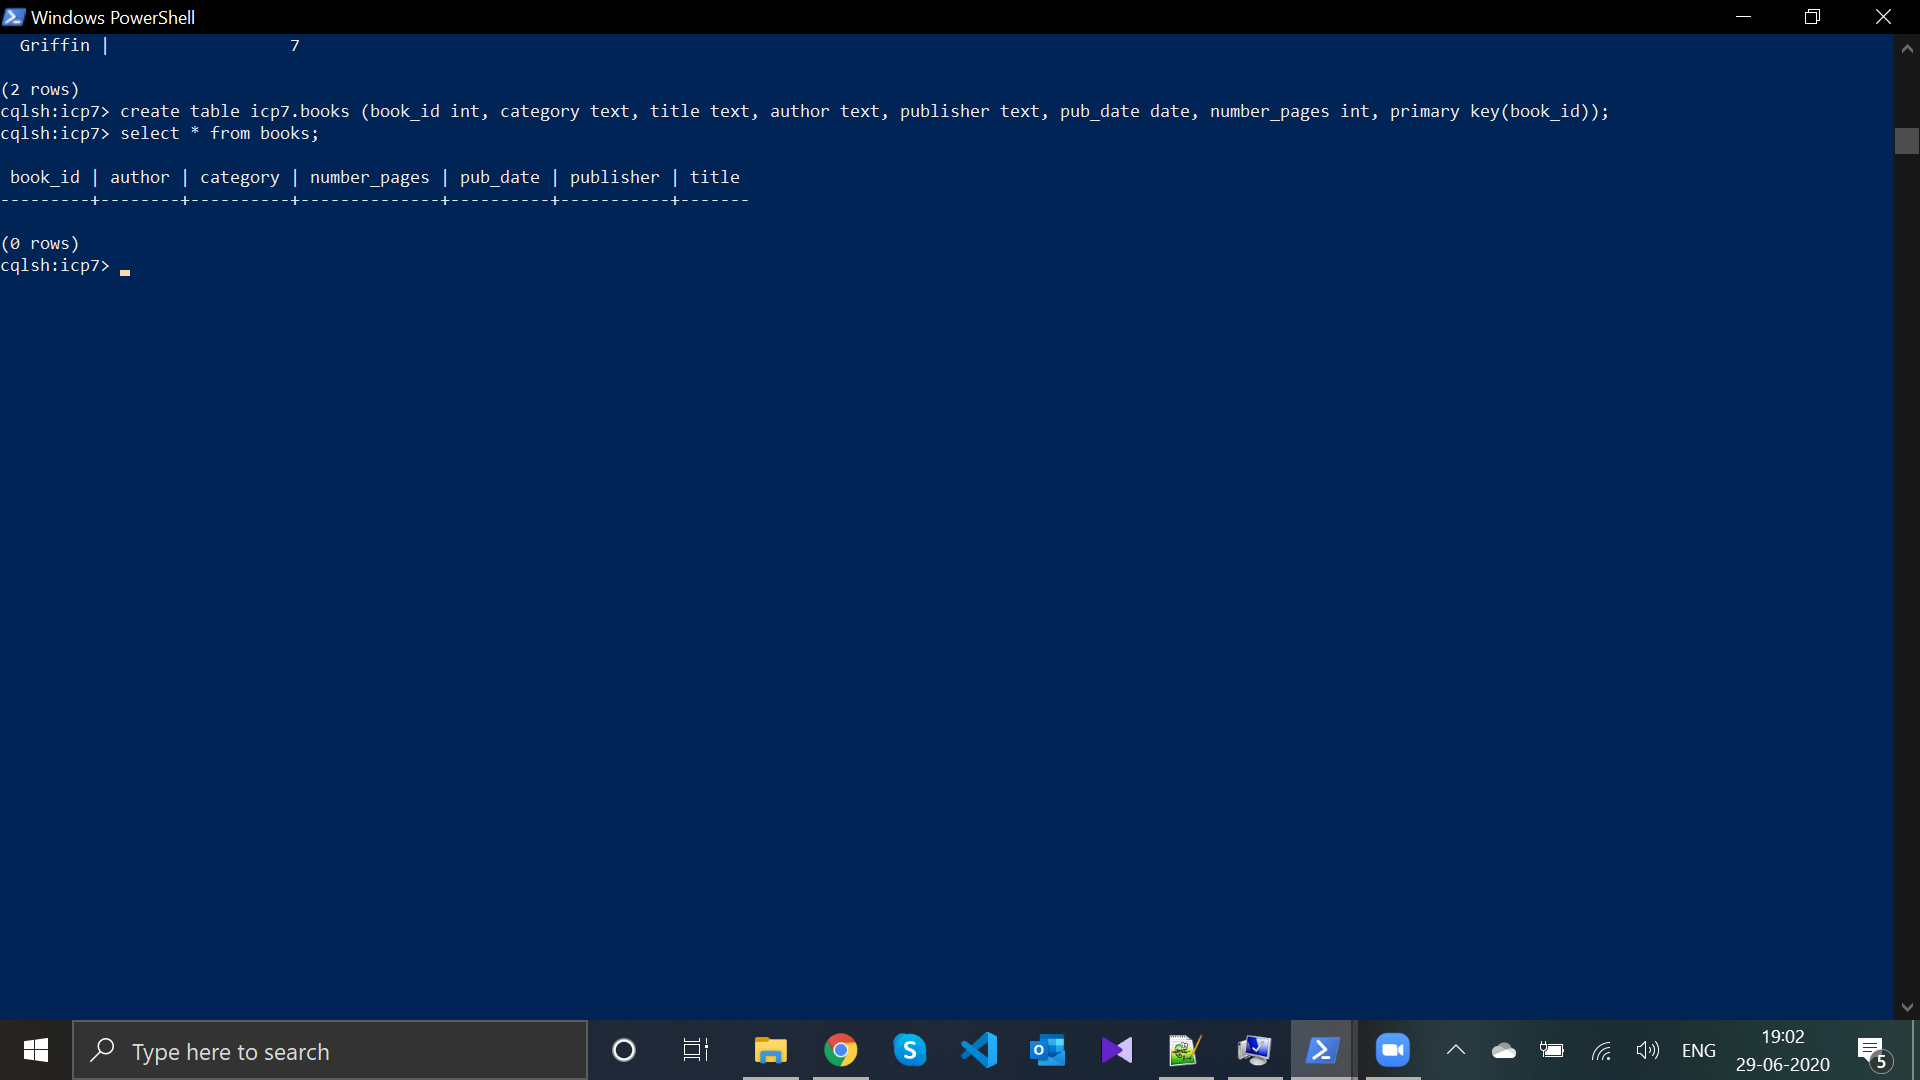 Windows PowerShell
Griffin |                  7
(2 rows)
cqlsh:icp7> create table icp7.books (book_id int, category text, title text, author text, publisher text, pub_date date, number_pages int, primary key(book_id));
cqlsh:icp7> select * from books;
book_id | author | category | number_pages | pub_date | publisher | title
---------+--------+----------+--------------+----------+-----------+-------
(0 rows)
cqlsh:icp7>
Type here to search
ENG
19:02
29-06-2020
5